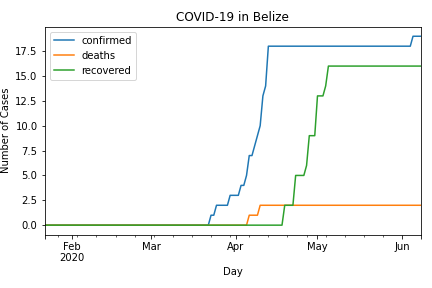 COVID-19 in Belize
confirmed
deaths
recovered
Number of Cases
17.5
15.0
12.5
10.0
7.5
5.0
2.5
0.0
Feb
2020
Mar
Apr
May
Jun
Day